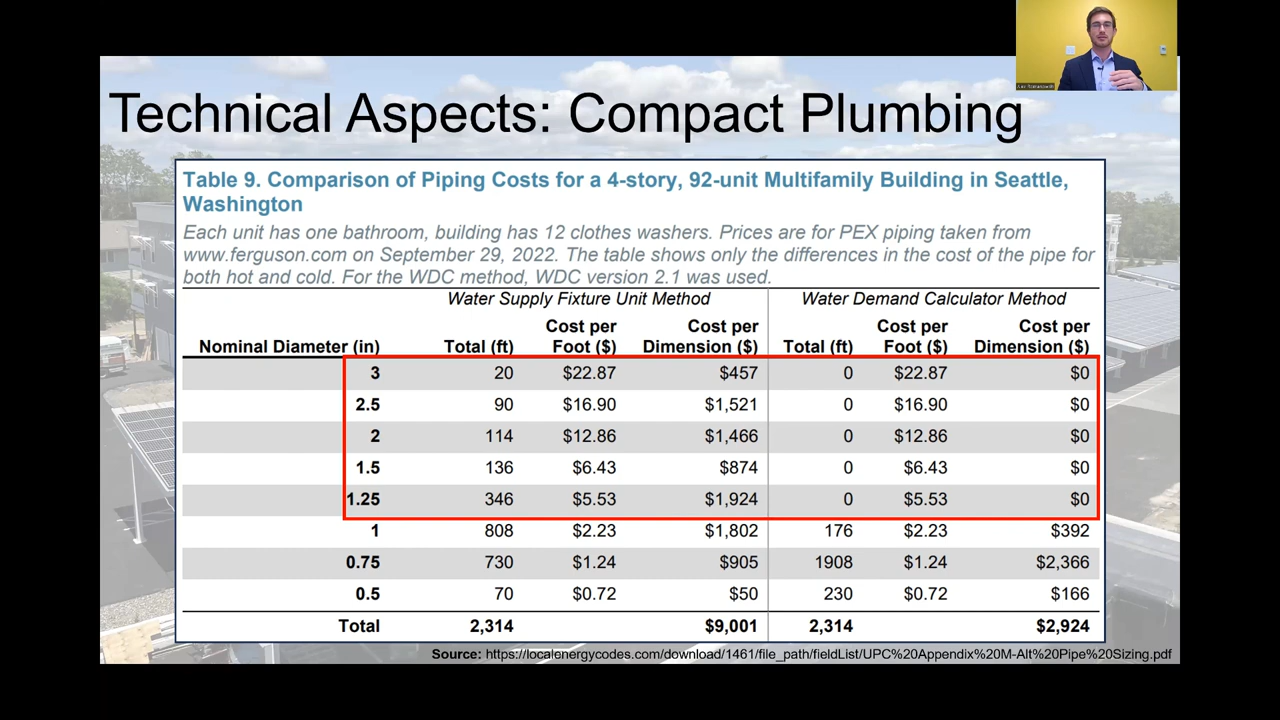 Technical Aspects: Compact Plumbing
Table 9. Comparison of Piping Costs for a 4-story, 92-unit Multifamily Building in Seattle,
Washington
Each unit has one bathroom, building has 12 clothes washers. Prices are for PEX piping taken from
www.ferguson.com on September 29, 2022. The table shows only the differences in the cost of the pipe for
both hot and cold. For the WDC method, WDC version 2.1 was used.
Water Supply Fixture Unit Method Water Demand Calculator Method
Cost per Cost per Cost per Cost per
Nominal Diameter (in) Total (ft) Foot ($) Dimension ($) Total (ft) Foot ($) Dimension ($)
3 20 $22.87 $457 0 $22.87 $0
2.5 90 $16.90 $1,521 0 $16.90 $0
2 114 $12.86 $1,466 0 $12.86 $0
1.5 136 $6.43 $874 0 $6.43 $0
1.25 346 $5.53 $1,924 0 $5.53 $0
1 808 $2.23 $1,802 176 $2.23 $392
0.75 730 $1.24 $905 1908 $1.24 $2,366
0.5 70 $0.72 $50 230 $0.72 $166
Total 2,314 $9,001 2,314 $2,924
Source: https://localenergycodes.com/download/1461/file_path/fieldList/UPC%20Appendix%20M-Alt%20Pipe%20Sizing.pdf